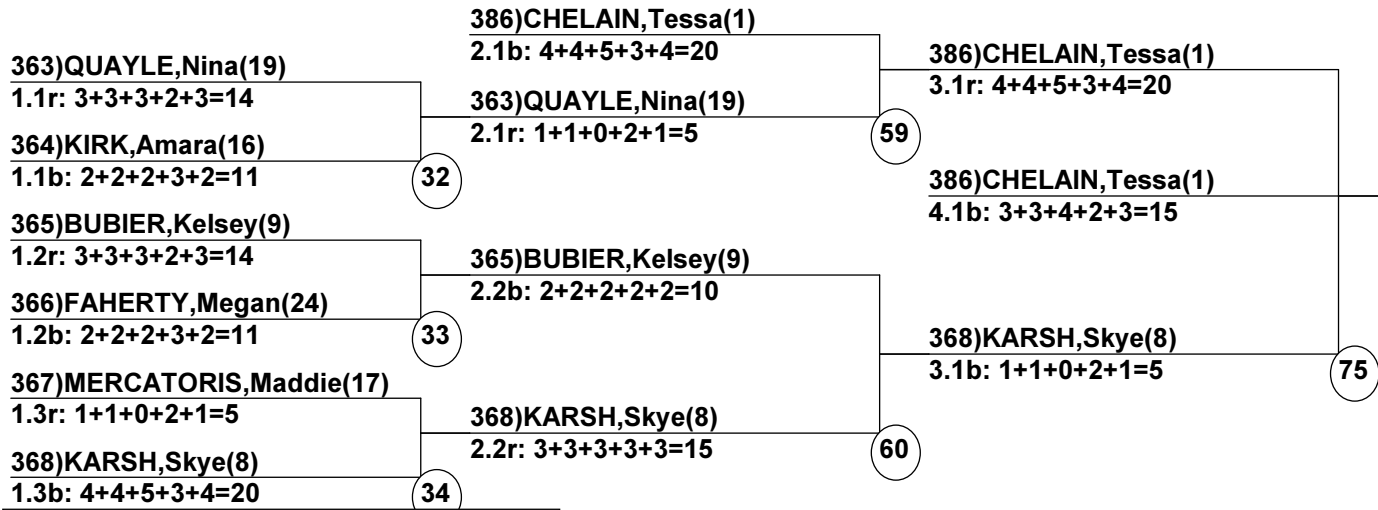 363)QUAYLE,Nina(19)
1.1r: 3+3+3+2+3=14
364)KIRK,Amara(16)
1.1b: 2+2+2+3+2=11
32
365)BUBIER,Kelsey(9)
1.2r: 3+3+3+2+3=14
366)FAHERTY,Megan(24)
1.2b: 2+2+2+3+2=11
33
367)MERCATORIS,Maddie(17)
1.3r: 1+1+0+2+1=5
368)KARSH,Skye(8)
1.3b: 4+4+5+3+4=20
34
386)CHELAIN,Tessa(1)
2.1b: 4+4+5+3+4=20
363)QUAYLE,Nina(19)
2.1r: 1+1+0+2+1=5
59
365)BUBIER,Kelsey(9)
2.2b: 2+2+2+2+2=10
368)KARSH,Skye(8)
2.2r: 3+3+3+3+3=15
60
386)CHELAIN,Tessa(1)
3.1r: 4+4+5+3+4=20
386)CHELAIN,Tessa(1)
4.1b: 3+3+4+2+3=15
368)KARSH,Skye(8)
3.1b: 1+1+0+2+1=5
75